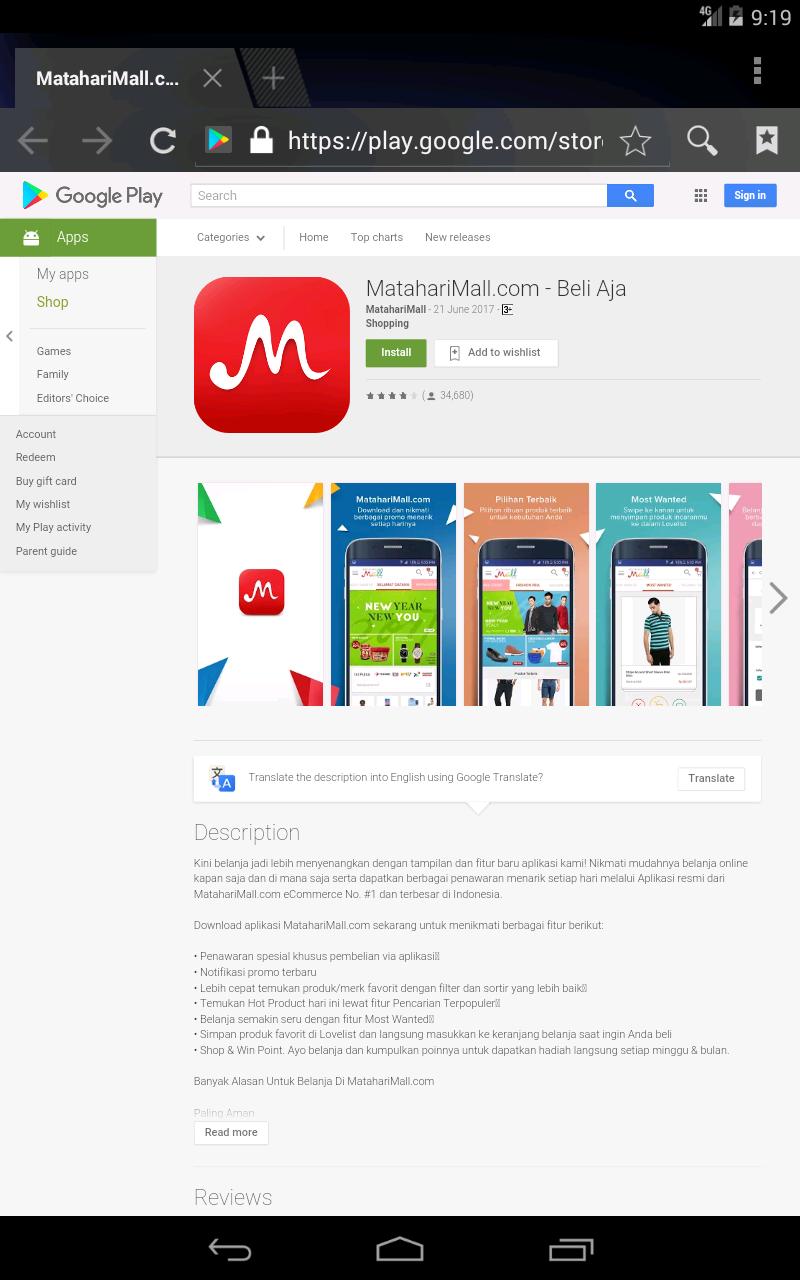 4G 9:19
MatahariMall.c...
https://play.google.com/stor
Google Play
Search
Sign in
Apps
Categories
Home
Top charts
New releases
My apps
Shop
Games
Family
Editors' Choice
Account
Redeem
Buy gift card
My wishlist
My Play activity
Parent guide
MatahariMall.com - Beli Aja
MatahariMall - 21 June 2017 - 3+
Shopping
Install
Add to wishlist
( 34,680)
MatahariMall.com
Download dan nikmati
berbagai promo menarik
setiap harinya
NEW YEAR
NEW YOU
Pilihan Terbaik
Pilihan ribuan produk terbaik
untuk kebutuhan Anda
Most Wanted
Swipe ke kanan untuk
menyimpan produk incaranmu
ke dalam Lovelist
Translate the description into English using Google Translate?
Translate
Description
Kini belanja jadi lebih menyenangkan dengan tampilan dan fitur baru aplikasi kami! Nikmati mudahnya belanja online
kapan saja dan di mana saja serta dapatkan berbagai penawaran menarik setiap hari melalui Aplikasi resmi dari
MatahariMall.com eCommerce No. #1 dan terbesar di Indonesia.
Download aplikasi MatahariMall.com sekarang untuk menikmati berbagai fitur berikut:
• Penawaran spesial khusus pembelian via aplikasi
• Notifikasi promo terbaru
• Lebih cepat temukan produk/merk favorit dengan filter dan sortir yang lebih baik
• Temukan Hot Product hari ini lewat fitur Pencarian Terpopuler
• Belanja semakin seru dengan fitur Most Wanted
• Simpan produk favorit di Lovelist dan langsung masukkan ke keranjang belanja saat ingin Anda beli
• Shop & Win Point. Ayo belanja dan kumpulkan poinnya untuk dapatkan hadiah langsung setiap minggu & bulan.
Banyak Alasan Untuk Belanja Di MatahariMall.com
Paling Aman
Read more
Reviews